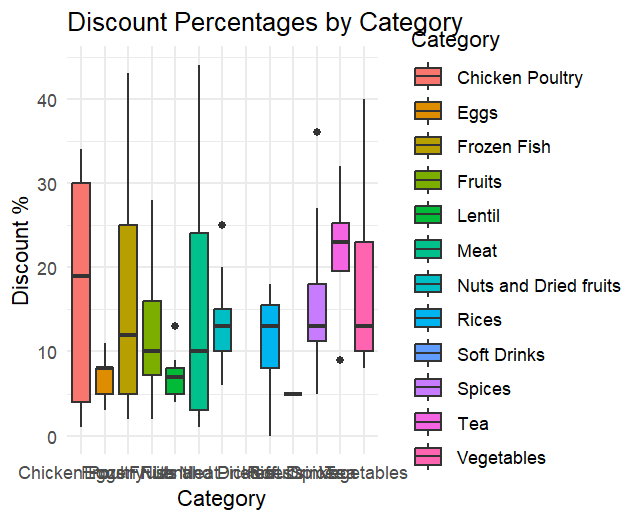 Discount Percentages by Category
Discount %
40
30
20
10
0
Category
Category
Chicken Poultry
Eggs
Frozen Fish
Fruits
Lentil
Meat
Nuts and Dried fruits
Rices
Soft Drinks
Spices
Tea
Vegetables